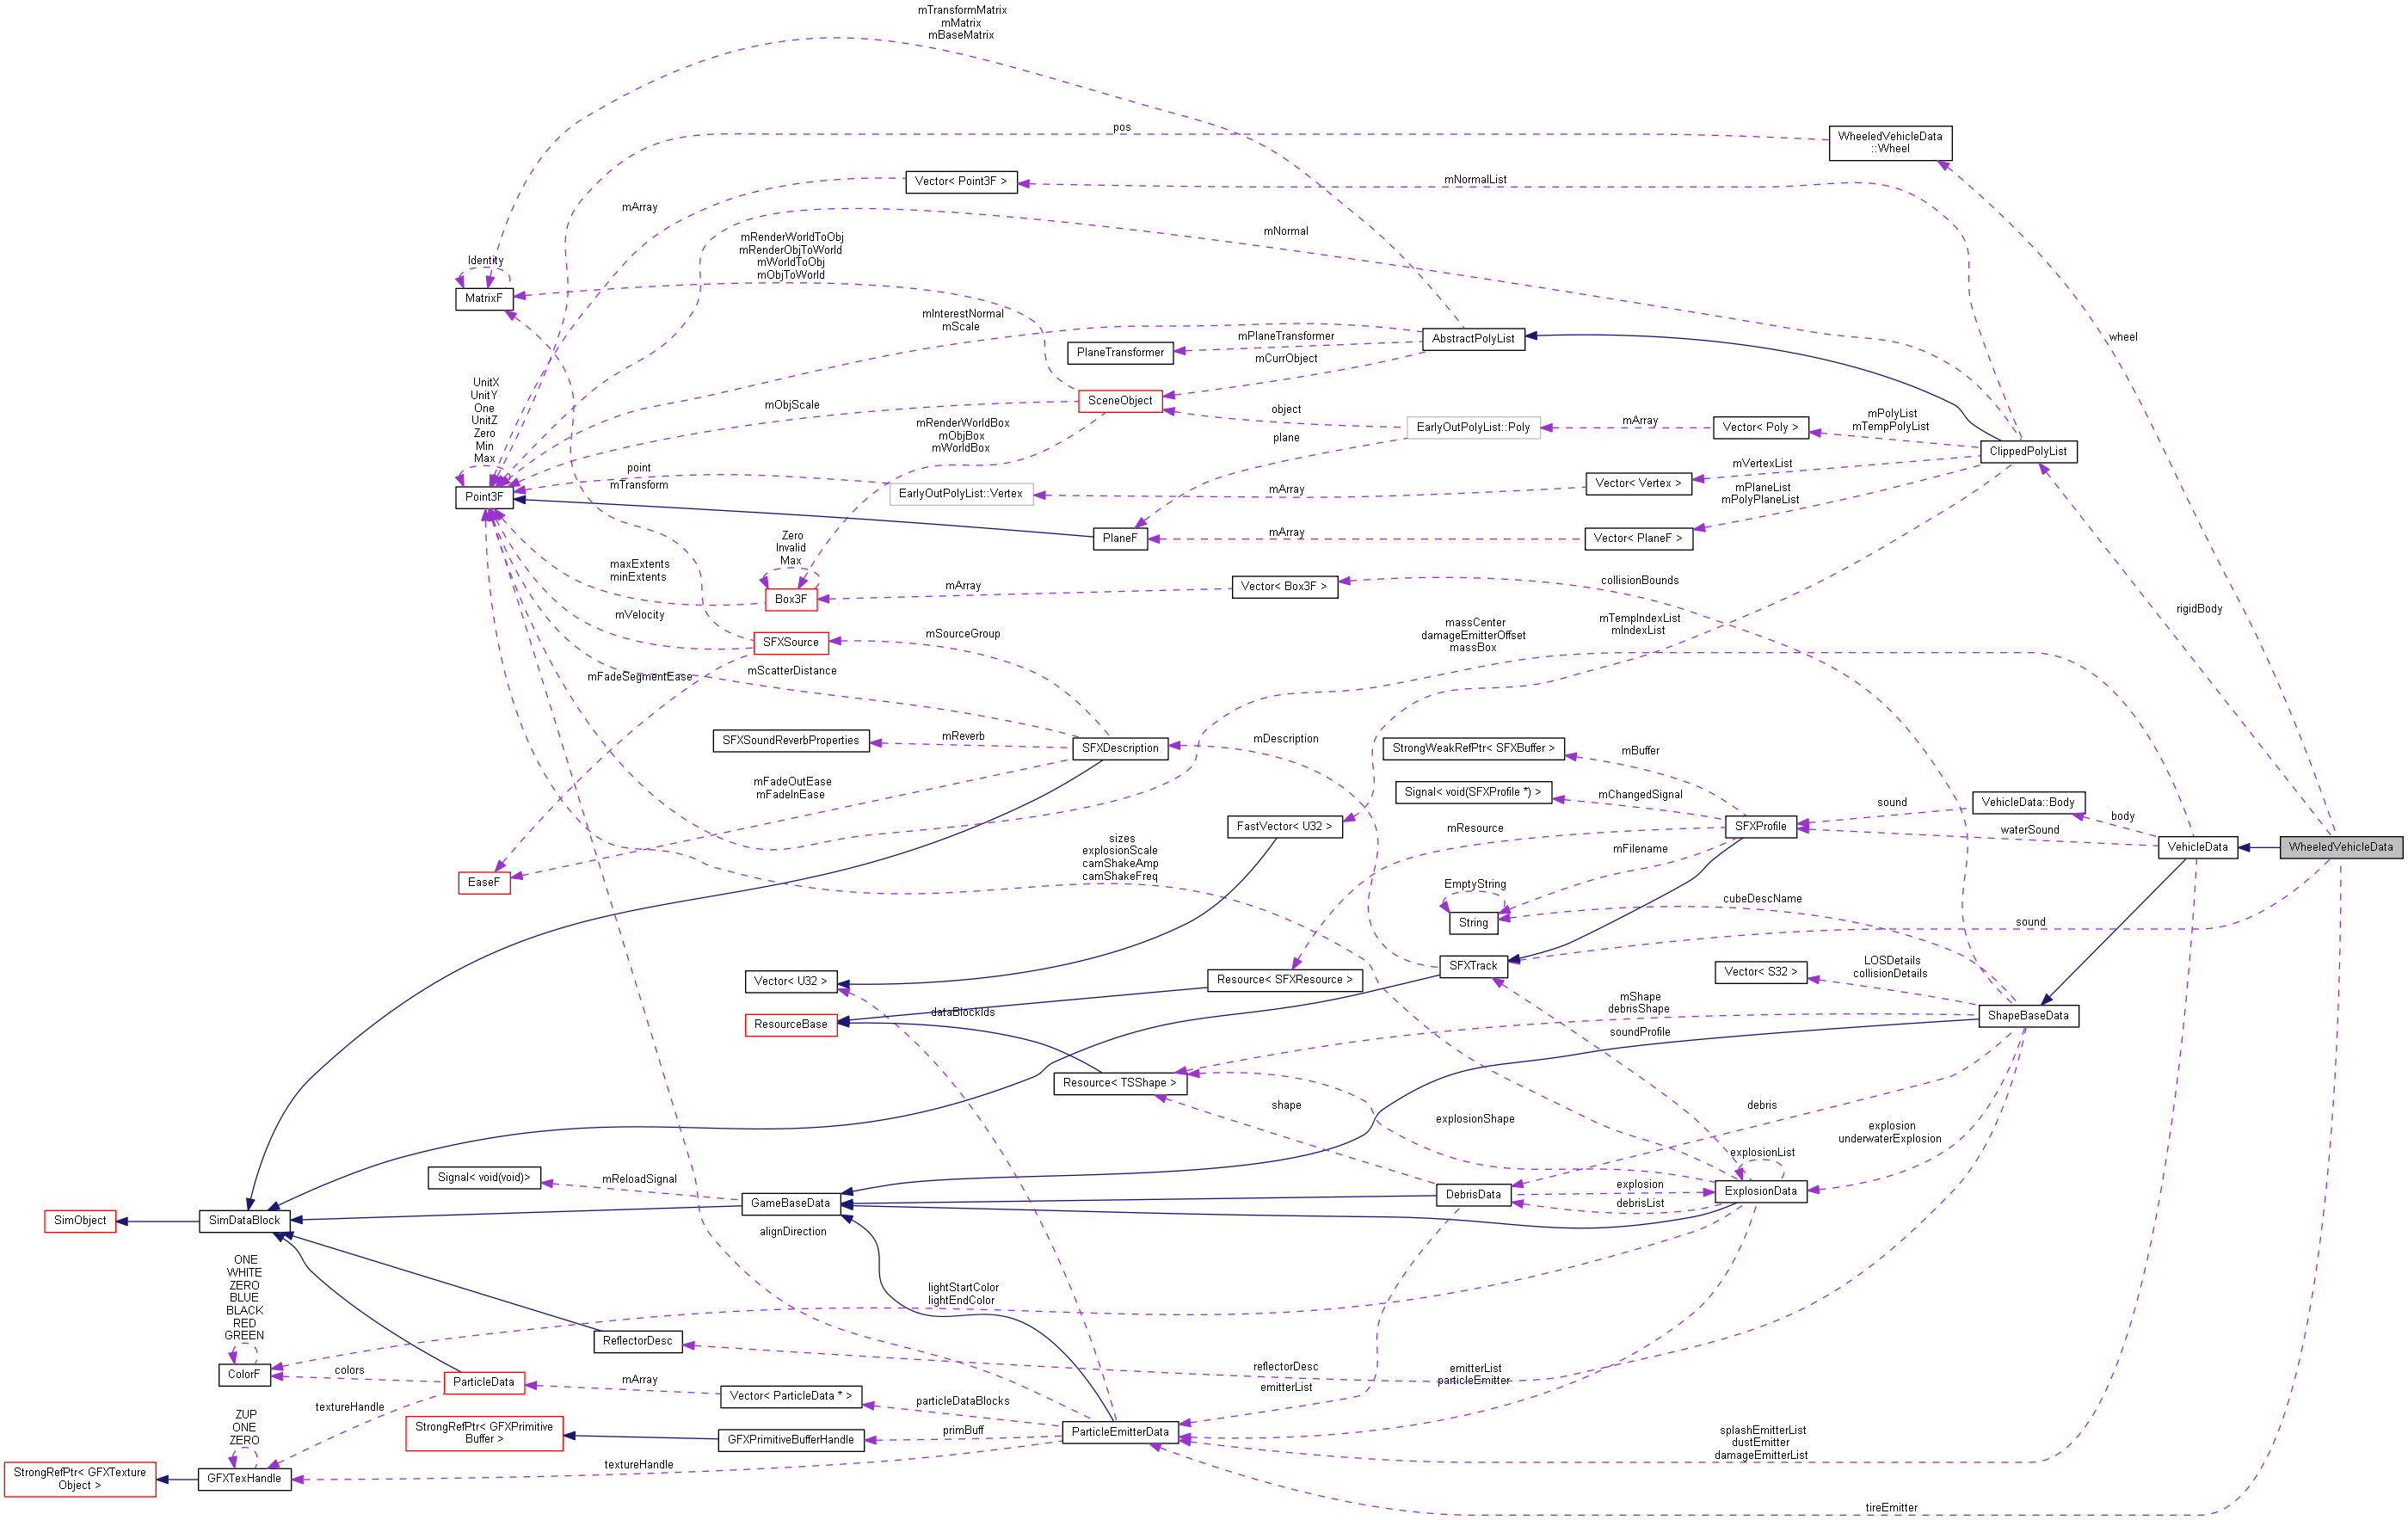 mTransformMatrix
mMatrix
mBaseMatrix
pos
WheeledVehicleData
::Wheel
Vector< Point3F >
mNormalList
mArray
mNormal
mRenderWorldToObj
mRenderObjToWorld
mWorldToObj
mObjToWorld
Identity
MatrixF
mInterestNormal
mScale
mPlaneTransformer
AbstractPolyList
PlaneTransformer
mCurrObject
wheel
UnitX
UnitY
One
UnitZ
Zero
Min
Max
mObjScale
SceneObject
object
mRenderWorldBox
mObjBox
mWorldBox
plane
EarlyOutPolyList::Poly
mArray
Vector< Poly >
mPolyList
mTempPolyList
ClippedPolyList
point
mTransform
Point3F
EarlyOutPolyList::Vertex
mArray
Vector< Vertex >
mVertexList
mPlaneList
mPolyPlaneList
PlaneF
mArray
Vector< PlaneF >
Zero
Invalid
Max
maxExtents
minExtents
Box3F
mArray
Vector< Box3F >
collisionBounds
mVelocity
SFXSource
mSourceGroup
massCenter
damageEmitterOffset
massBox
mTempIndexList
mIndexList
rigidBody
mFadeSegmentEase
mScatterDistance
SFXSoundReverbProperties
mReverb
SFXDescription
mDescription
StrongWeakRefPtr< SFXBuffer >
mBuffer
mFadeOutEase
mFadeInEase
Signal< void(SFXProfile *) >
mChangedSignal
sound
VehicleData::Body
body
FastVector< U32 >
mResource
SFXProfile
waterSound
VehicleData
WheeledVehicleData
sizes
explosionScale
camShakeAmp
camShakeFreq
mFilename
EaseF
EmptyString
String
cubeDescName
sound
Vector< U32 >
Resource< SFXResource >
SFXTrack
Vector< S32 >
LOSDetails
collisionDetails
dataBlockIds
ResourceBase
mShape
debrisShape
ShapeBaseData
soundProfile
Resource< TSShape >
shape
explosionShape
debris
explosion
underwaterExplosion
explosionList
Signal< void(void)>
mReloadSignal
GameBaseData
DebrisData
explosion
debrisList
ExplosionData
SimObject
SimDataBlock
alignDirection
ONE
WHITE
ZERO
BLUE
BLACK
RED
GREEN
lightStartColor
lightEndColor
ReflectorDesc
ColorF
colors
ParticleData
mArray
Vector< ParticleData * >
reflectorDesc
emitterList
emitterList
particleEmitter
textureHandle
particleDataBlocks
ZUP
ONE
ZERO
StrongRefPtr< GFXPrimitive
Buffer >
GFXPrimitiveBufferHandle
primBuff
ParticleEmitterData
splashEmitterList
dustEmitter
damageEmitterList
StrongRefPtr< GFXTexture
Object >
GFXTexHandle
textureHandle
tireEmitter